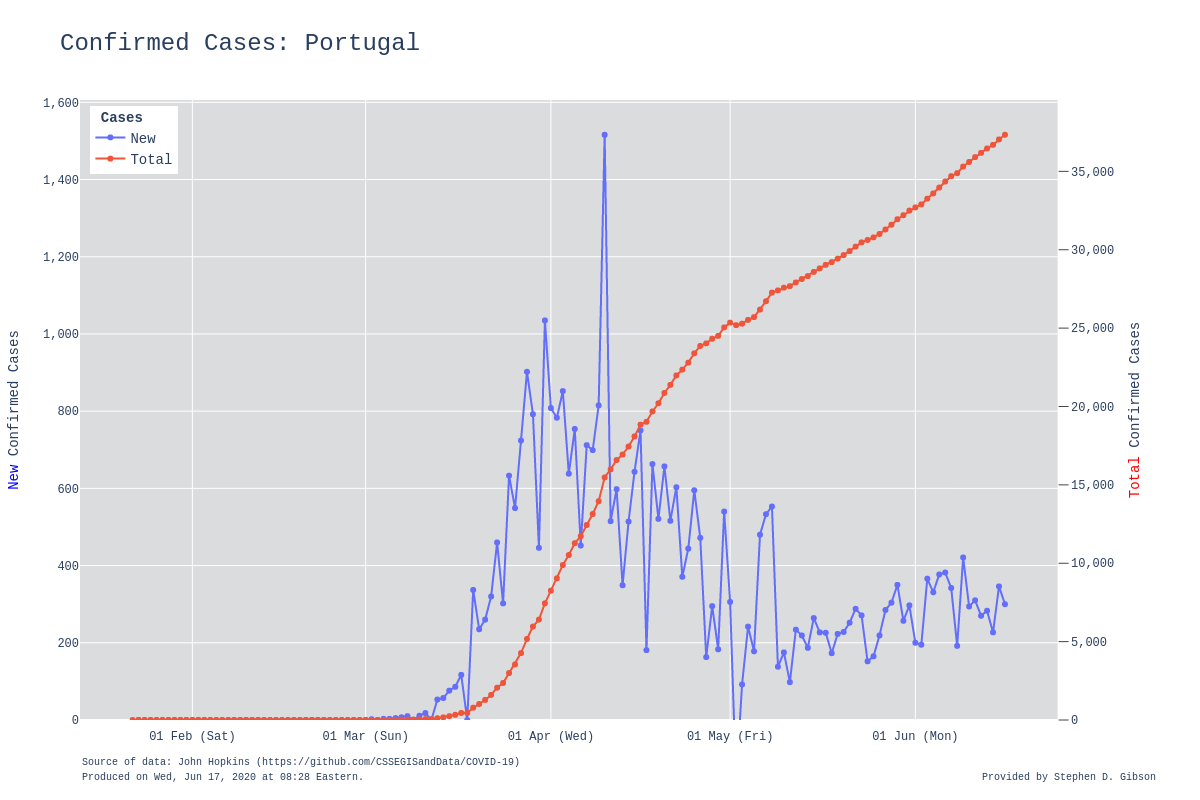 Confirmed Cases: Portugal
Cases
New
Total
1,600
1,400
1,200
1,000
800
600
400
200
0
New Confirmed Cases
35,000
30,000
25,000
20,000
15,000
10,000
5,000
0
Total Confirmed Cases
01 Feb (Sat)
01 Mar (Sun)
01 Apr (Wed)
01 May (Fri)
01 Jun (Mon)
Source of data: John Hopkins (https://github.com/CSSEGISandData/COVID-19)
Produced on Wed, Jun 17, 2020 at 08:28 Eastern.
Provided by Stephen D. Gibson